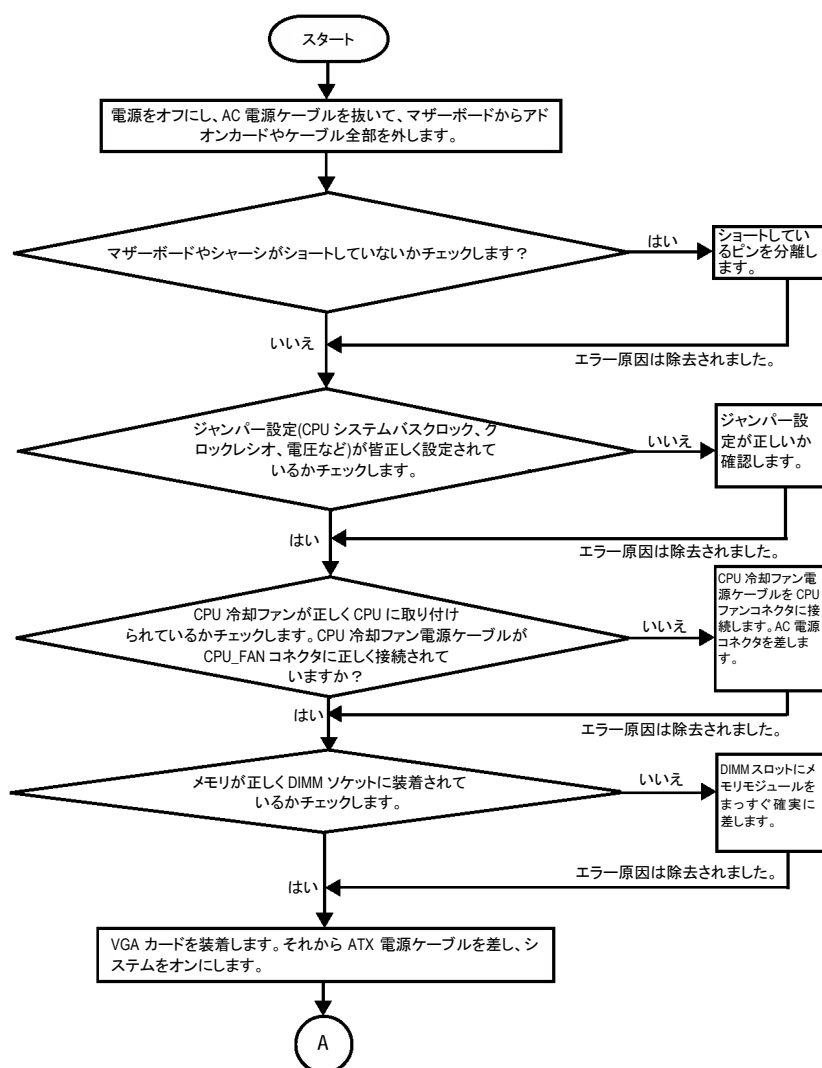 スタート
電源をオフにし、AC 電源ケーブルを抜いて、マザーボードからアド
オンカードやケーブル全部を外します。
マザーボードやシャーシがショートしていないかチェックします？
はい
ショートしてい
るピンを分離し
ます。
いいえ
エラー原因は除去されました。
ジャンパー設定(CPU システムバスクロック、ク
ロックレシオ、電圧など)が皆正しく設定されて
いるかチェックします。
いいえ
ジャンパー設
定が正しいか
確認します。
はい
エラー原因は除去されました。
CPU 冷却ファンが正しく CPU に取り付け
られているかチェックします。CPU 冷却ファン電源ケーブルが
CPU_FAN コネクタに正しく接続されて
いますか？
いいえ
CPU 冷却ファン電
源ケーブルを CPU
ファンコネクタに接
続します。AC 電源
コネクタを差しま
す。
はい
エラー原因は除去されました。
メモリが正しく DIMM ソケットに装着されて
いるかチェックします。
いいえ
DIMM スロットにメ
モリモジュールを
まっすぐ確実に
差します。
はい
エラー原因は除去されました。
VGA カードを装着します。それから ATX 電源ケーブルを差し、シ
ステムをオンにします。
A